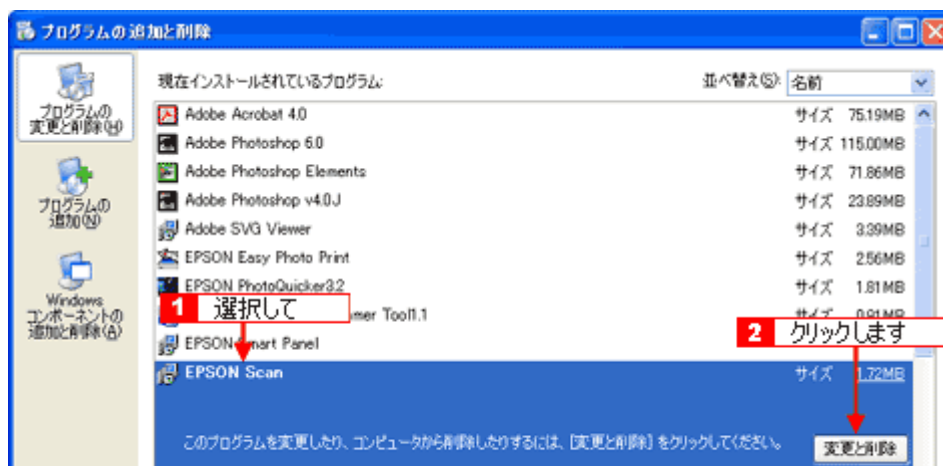 プログラムの追加と削除
プログラムの
変更と削除(H)
プログラムの
追加(N)
Windows
コンポーネントの
追加と削除(A)
現在インストールされているプログラム:
並べ替え(S): 名前
Adobe Acrobat 4.0 サイズ 75.19MB
Adobe Photoshop 6.0 サイズ 115.00MB
Adobe Photoshop Elements サイズ 71.86MB
Adobe Photoshop v4.0J サイズ 23.89MB
Adobe SVG Viewer サイズ 3.39MB
EPSON Easy Photo Print サイズ 2.56MB
EPSON PhotoQuicker3.2 サイズ 1.81MB
1 選択して
Tool1.1 サイズ 0.91MB
2 クリックします
EPSON Smart Panel
EPSON Scan サイズ 1.72MB
このプログラムを変更したり、コンピュータから削除したりするには、[変更と削除] をクリックしてください。
変更と削除